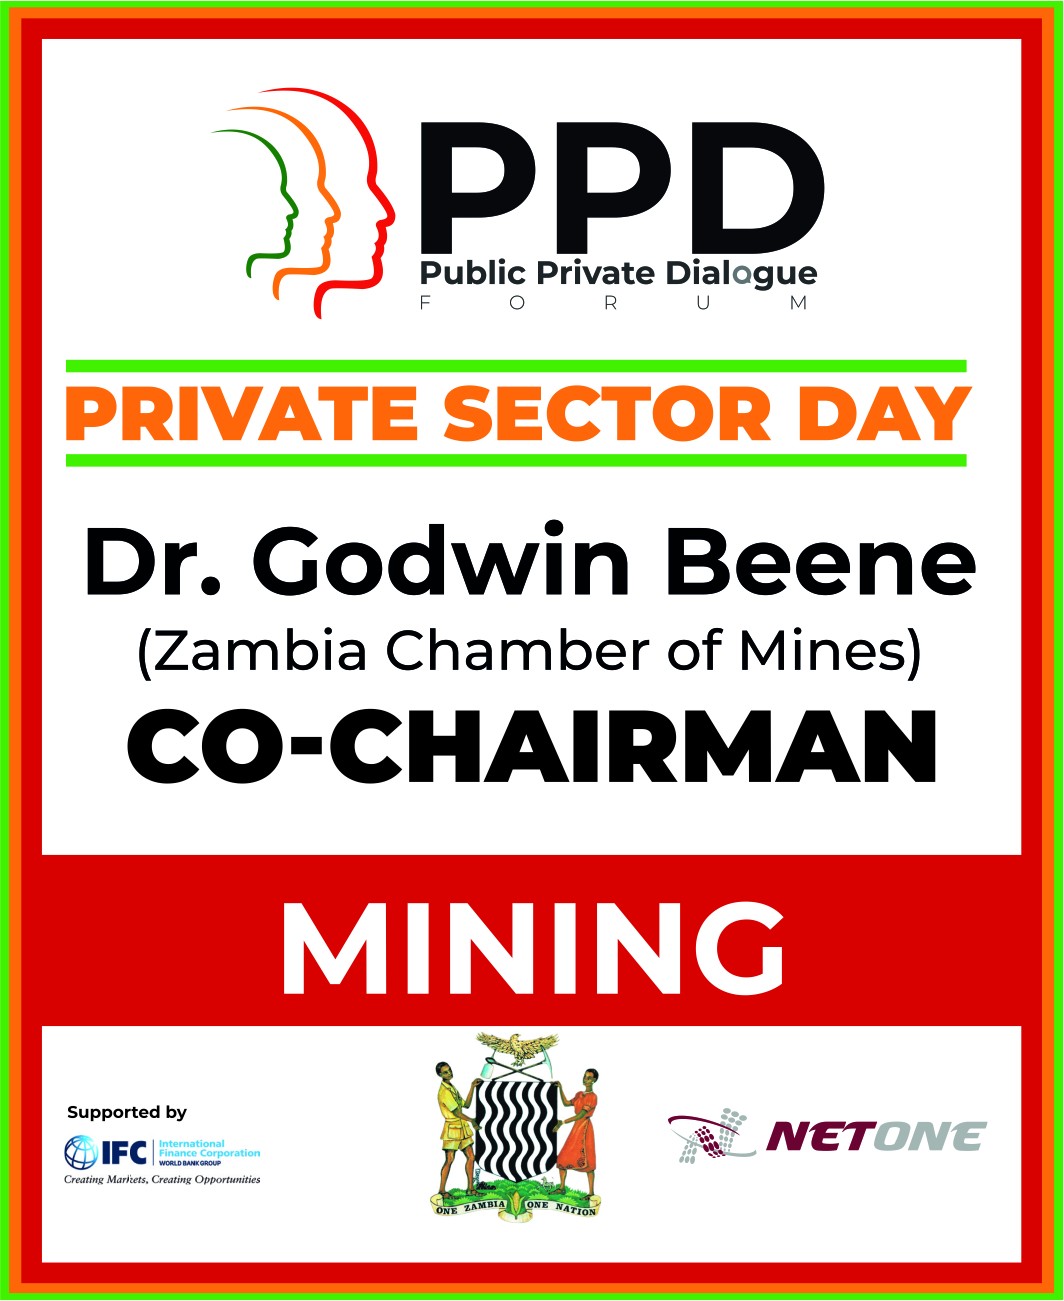 PPD
Public Private Dialogue
FORUM
PRIVATE SECTOR DAY
Dr. Godwin Beene
(Zambia Chamber of Mines)
CO-CHAIRMAN
MINING
Supported by
IFC
International
Finance Corporation
WORLD BANK GROUP
Creating Markets, Creating Opportunities
ONE ZAMBIA ONE NATION
NETONE